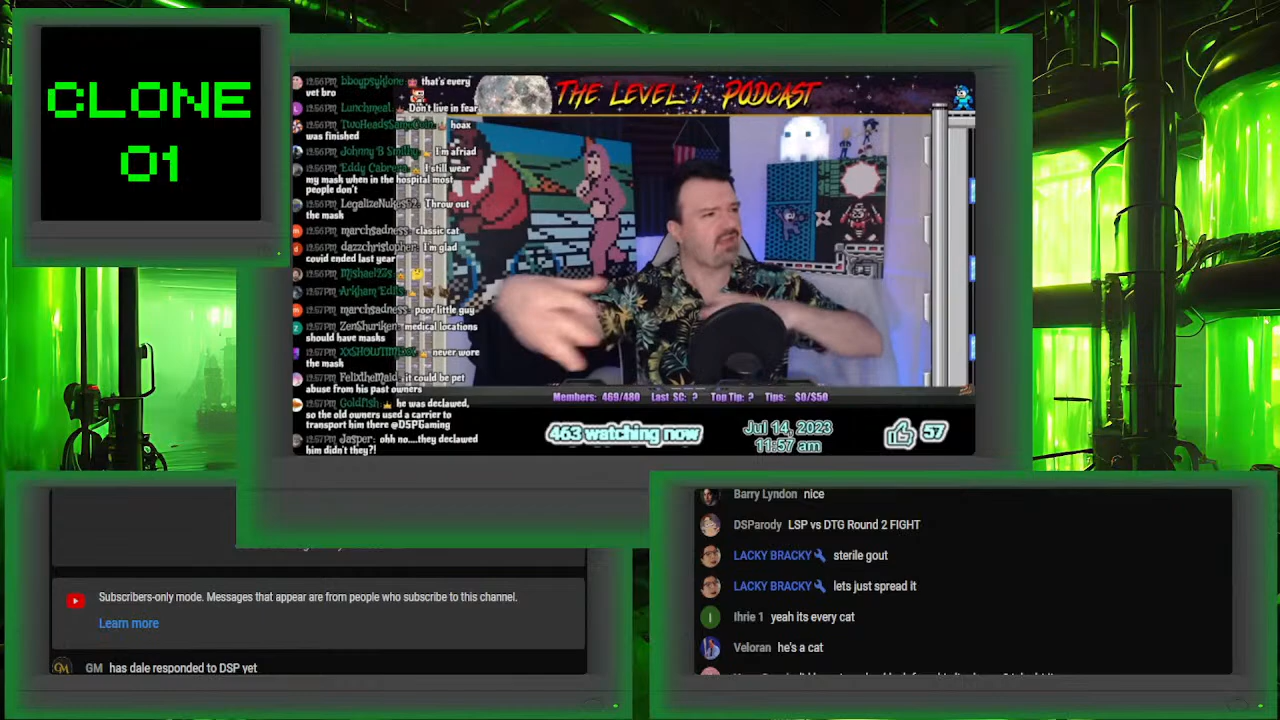 CLONE
01
THE LEVEL 1 PODCAST
12:56PM bboypsyklone that's every
vet bro
12:56PM Lunchmeat Don't live in fear
12:56PM TwoHeadsSameCoin hoax
was finished
12:56PM Johnny B Smithy I'm afriad
12:56PM Eddy Cabrera I still wear
my mask when in the hospital most
people don't
12:56PM LegalizeNukes52 Throw out
the mask
12:56PM marchsadness classic cat
12:56PM dazzchristopher I'm glad
covid ended last year
12:56PM Mishael27s
12:57PM Arkham Edits
12:57PM marchsadness poor little guy
12:57PM ZenShuriken medical locations
should have masks
12:57PM never wore
the mask
12:57PM FelixtheMaid it could be pet
abuse from his past owners
12:57PM Goldfish he was declawed,
so the old owners used a carrier to
transport him there @DSPGaming
12:57PM Jasper: ohh no....they declawed
him didn't they?!
Members: 469/480 Last SC: ? Top Tip: ? Tips: $0/$50
463 watching now
Jul 14, 2023
11:57 am
57
Subscribers-only mode. Messages that appear are from people who subscribe to this channel.
Learn more
GM GM has dale responded to DSP yet
Barry Lyndon nice
DSParody LSP vs DTG Round 2 FIGHT
LACKY BRACKY sterile gout
LACKY BRACKY lets just spread it
I Ihrie 1 yeah its every cat
Veloran he's a cat